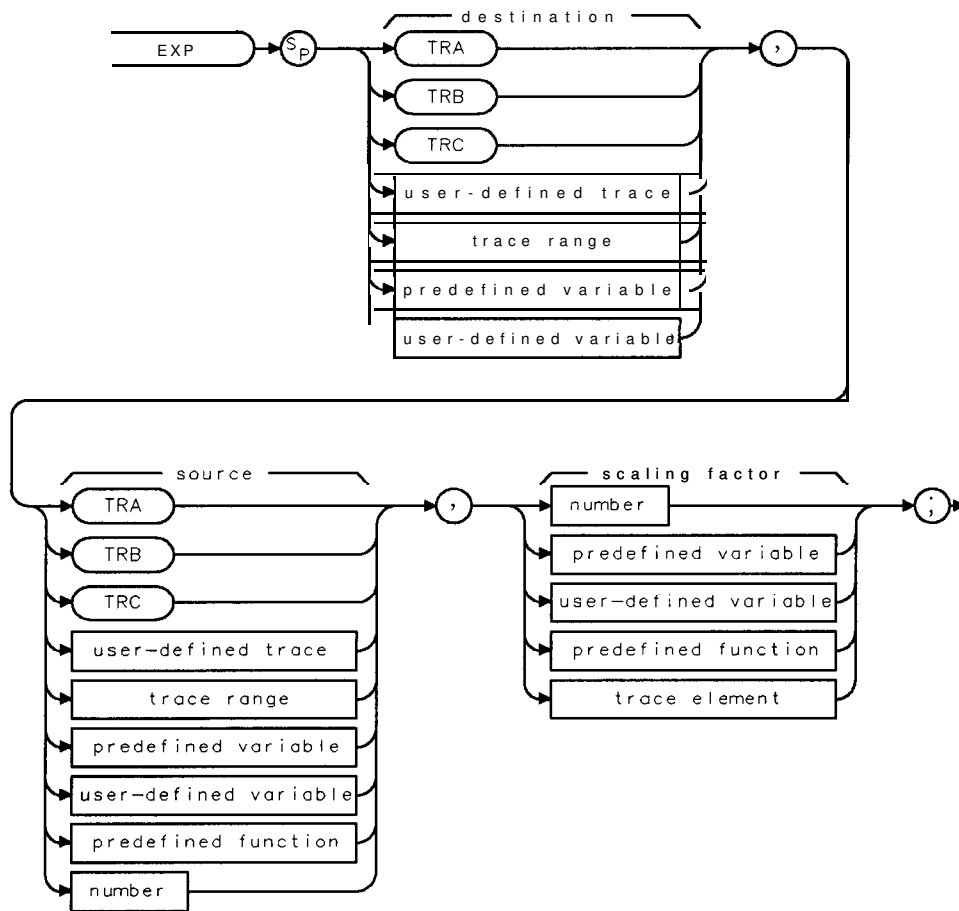 destination
EXP
SP
TRA
,
TRB
TRC
user-defined trace
trace range
predefined variable
user-defined variable
source
TRA
TRB
TRC
user-defined trace
trace range
predefined variable
user-defined variable
predefined function
number
,
scaling factor
number
predefined variable
user-defined variable
predefined function
trace element
;